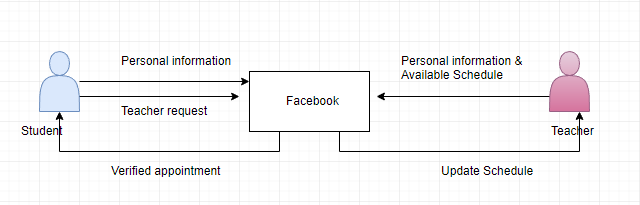 Personal information
Personal information &
Available Schedule
Facebook
Teacher request
Student
Teacher
Verified appointment
Update Schedule